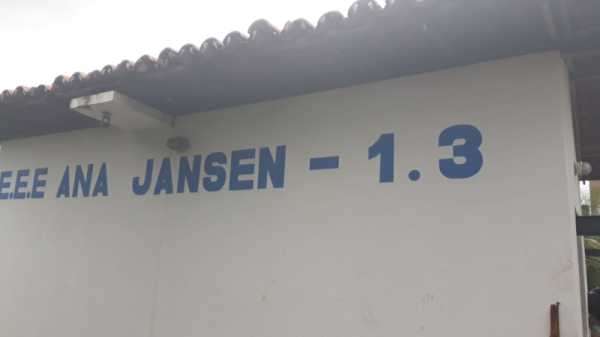 E.E.E ANA JANSEN - 1.3